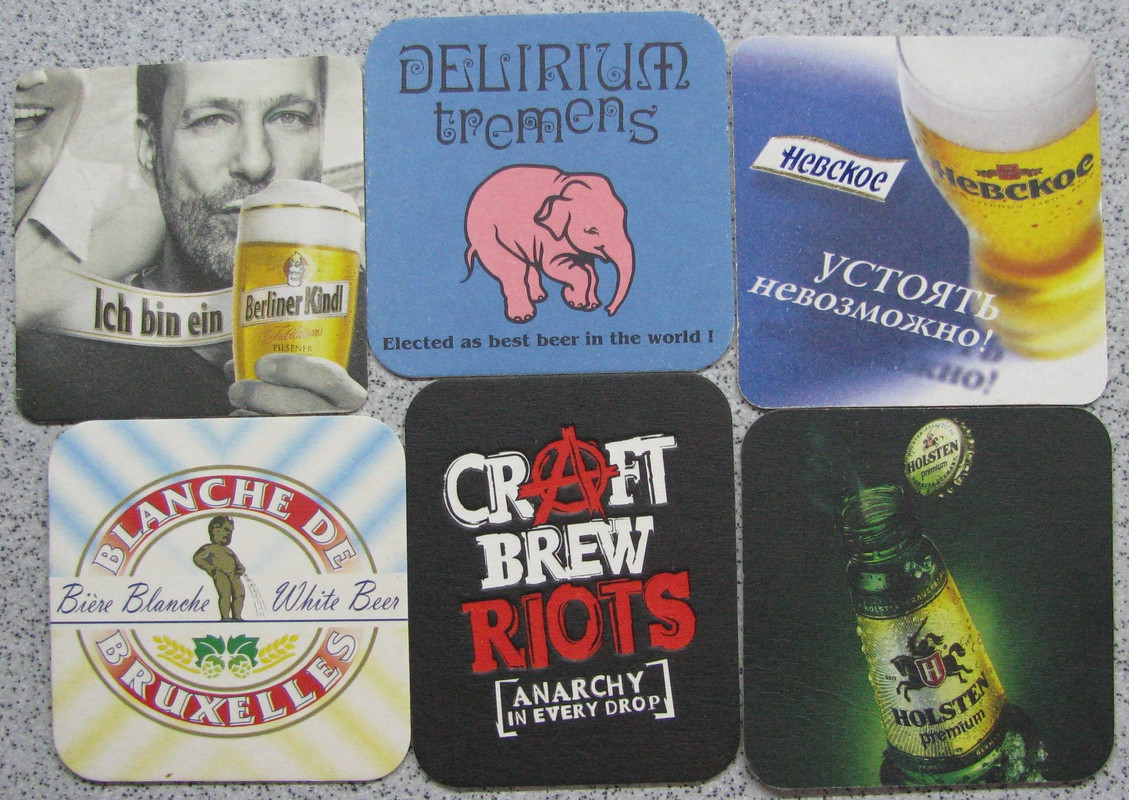 Ich bin ein
Berliner Kindl
Jubiläums
PILSENER
DELIRIUM
tremens
Elected as best beer in the world !
Невское
Невское
УСТОЯТЬ
НЕВОЗМОЖНО!
BLANCHE DE
Bière Blanche White Beer
BRUXELLES
CRAFT
BREW
RIOTS
ANARCHY
IN EVERY DROP
HOLSTEN
premium
H
HOLSTEN
premium